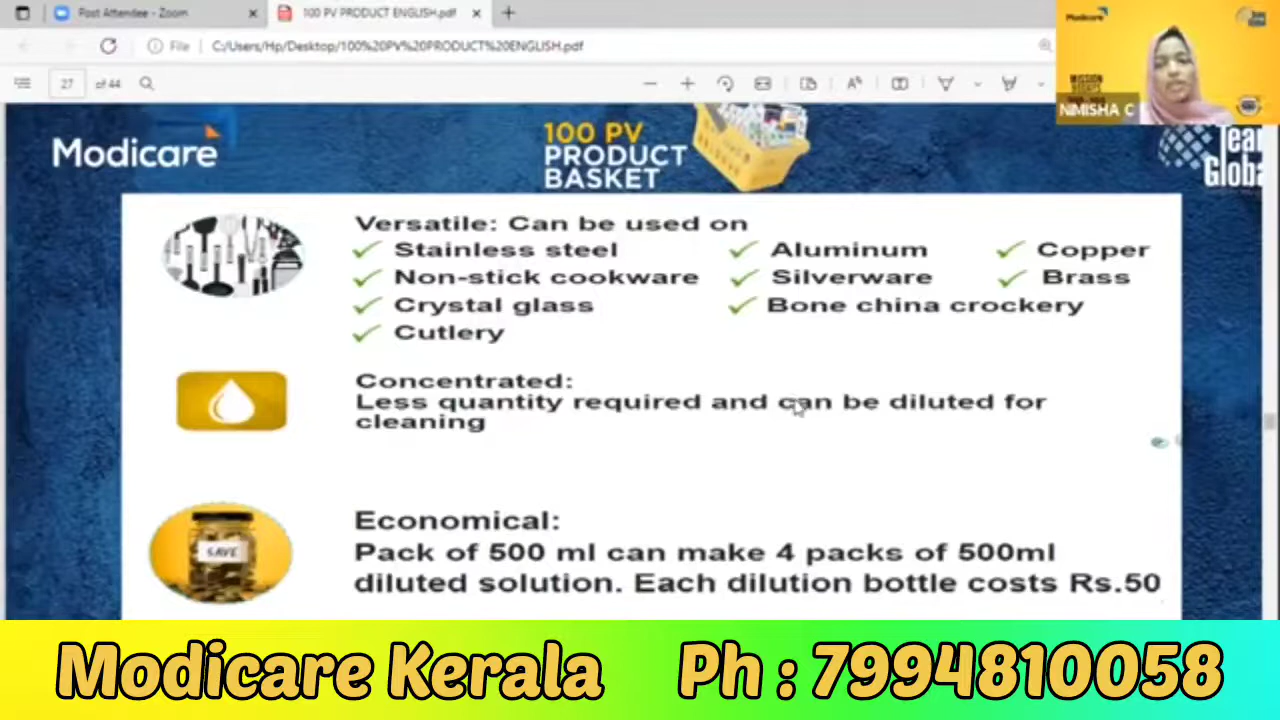 Post Attendee - Zoom
100 PV PRODUCT ENGLISH.pdf
File
C:/Users/Hp/Desktop/100%20PV%20PRODUCT%20ENGLISH.pdf
27 of 44
Modicare
MISSION
NIMISHA C
Modicare
100 PV
PRODUCT
BASKET
Tea
Globa
Versatile: Can be used on
✓ Stainless steel ✓ Aluminum ✓ Copper
✓ Non-stick cookware ✓ Silverware ✓ Brass
✓ Crystal glass ✓ Bone china crockery
✓ Cutlery
Concentrated:
Less quantity required and can be diluted for
cleaning
SAVE
Economical:
Pack of 500 ml can make 4 packs of 500ml
diluted solution. Each dilution bottle costs Rs.50
Modicare Kerala Ph : 7994810058